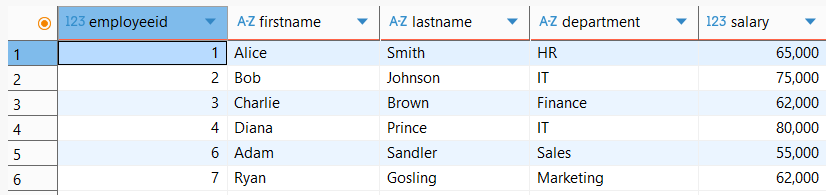 123 employeeid A-Z firstname A-Z lastname A-Z department 123 salary
1 1 Alice Smith HR 65,000
2 2 Bob Johnson IT 75,000
3 3 Charlie Brown Finance 62,000
4 4 Diana Prince IT 80,000
5 6 Adam Sandler Sales 55,000
6 7 Ryan Gosling Marketing 62,000